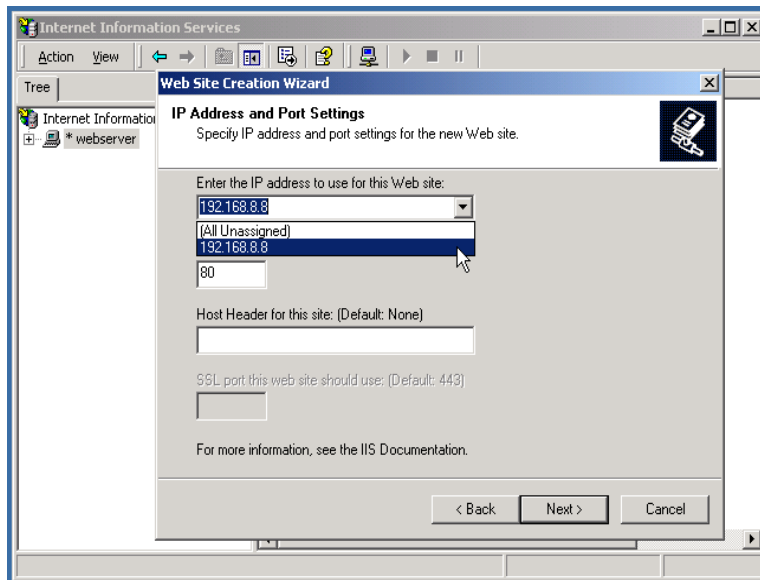 Internet Information Services
Action View
Tree
Internet Informatio
* webserver
Web Site Creation Wizard
IP Address and Port Settings
Specify IP address and port settings for the new Web site.
Enter the IP address to use for this Web site:
192.168.8.8
(All Unassigned)
192.168.8.8
80
Host Header for this site: (Default: None)
SSL port this web site should use: (Default: 443)
For more information, see the IIS Documentation.
< Back Next > Cancel